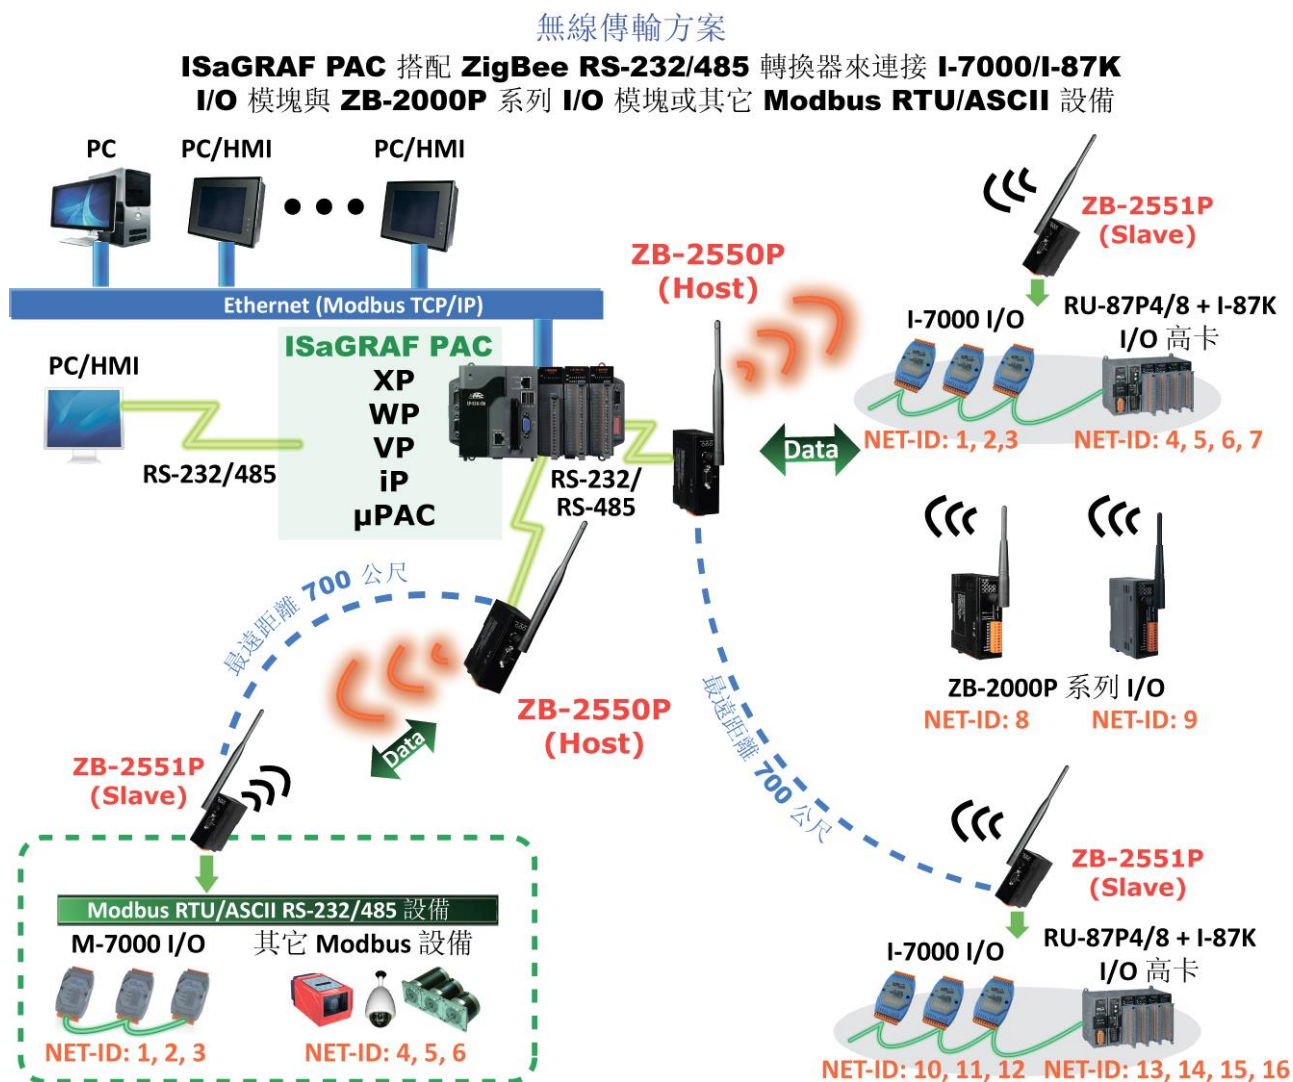 無線傳輸方案
ISaGRAF PAC 搭配 ZigBee RS-232/485 轉換器來連接 I-7000/I-87K
I/O 模塊與 ZB-2000P 系列 I/O 模塊或其它 Modbus RTU/ASCII 設備
PC
PC/HMI
PC/HMI
Ethernet (Modbus TCP/IP)
PC/HMI
RS-232/485
ISaGRAF PAC
XP
WP
VP
iP
µPAC
RS-232/
RS-485
ZB-2550P
(Host)
Data
ZB-2551P
(Slave)
I-7000 I/O
RU-87P4/8 + I-87K
I/O 高卡
NET-ID: 1, 2,3
NET-ID: 4, 5, 6, 7
ZB-2000P 系列 I/O
NET-ID: 8
NET-ID: 9
最遠距離 700 公尺
ZB-2551P
(Slave)
I-7000 I/O
RU-87P4/8 + I-87K
I/O 高卡
NET-ID: 10, 11, 12
NET-ID: 13, 14, 15, 16
最遠距離 700 公尺
ZB-2550P
(Host)
Data
ZB-2551P
(Slave)
Modbus RTU/ASCII RS-232/485 設備
M-7000 I/O
其它 Modbus 設備
NET-ID: 1, 2, 3
NET-ID: 4, 5, 6